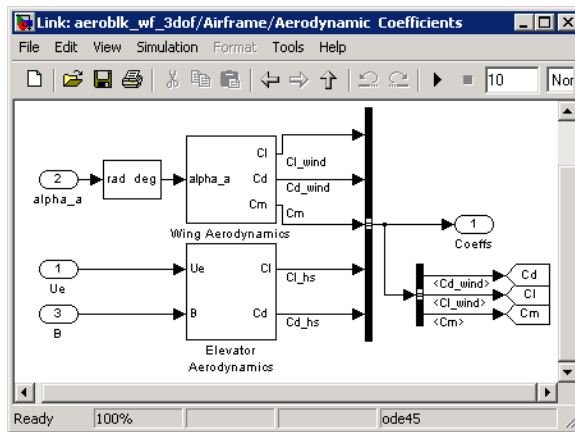 Link: aeroblk_wf_3dof/Airframe/Aerodynamic Coefficients
File Edit View Simulation Format Tools Help
10 Nor
2
alpha_a
rad deg
alpha_a
Cl
Cd
Cm
Wing Aerodynamics
Cl_wind
Cd_wind
Cm
1
Coeffs
1
Ue
3
B
Ue
B
Cl
Cd
Elevator
Aerodynamics
Cl_hs
Cd_hs
<Cd_wind>
<Cl_wind>
<Cm>
Cd
Cl
Cm
Ready 100% ode45